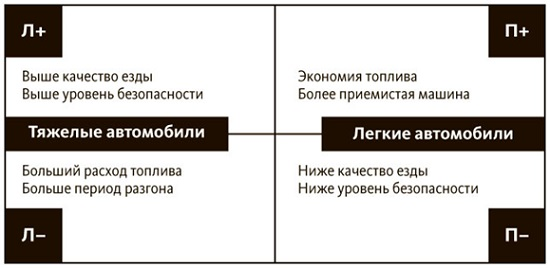 Л+
П+
Выше качество езды
Выше уровень безопасности
Экономия топлива
Более приемистая машина
Тяжелые автомобили
Легкие автомобили
Больший расход топлива
Больше период разгона
Ниже качество езды
Ниже уровень безопасности
Л–
П–